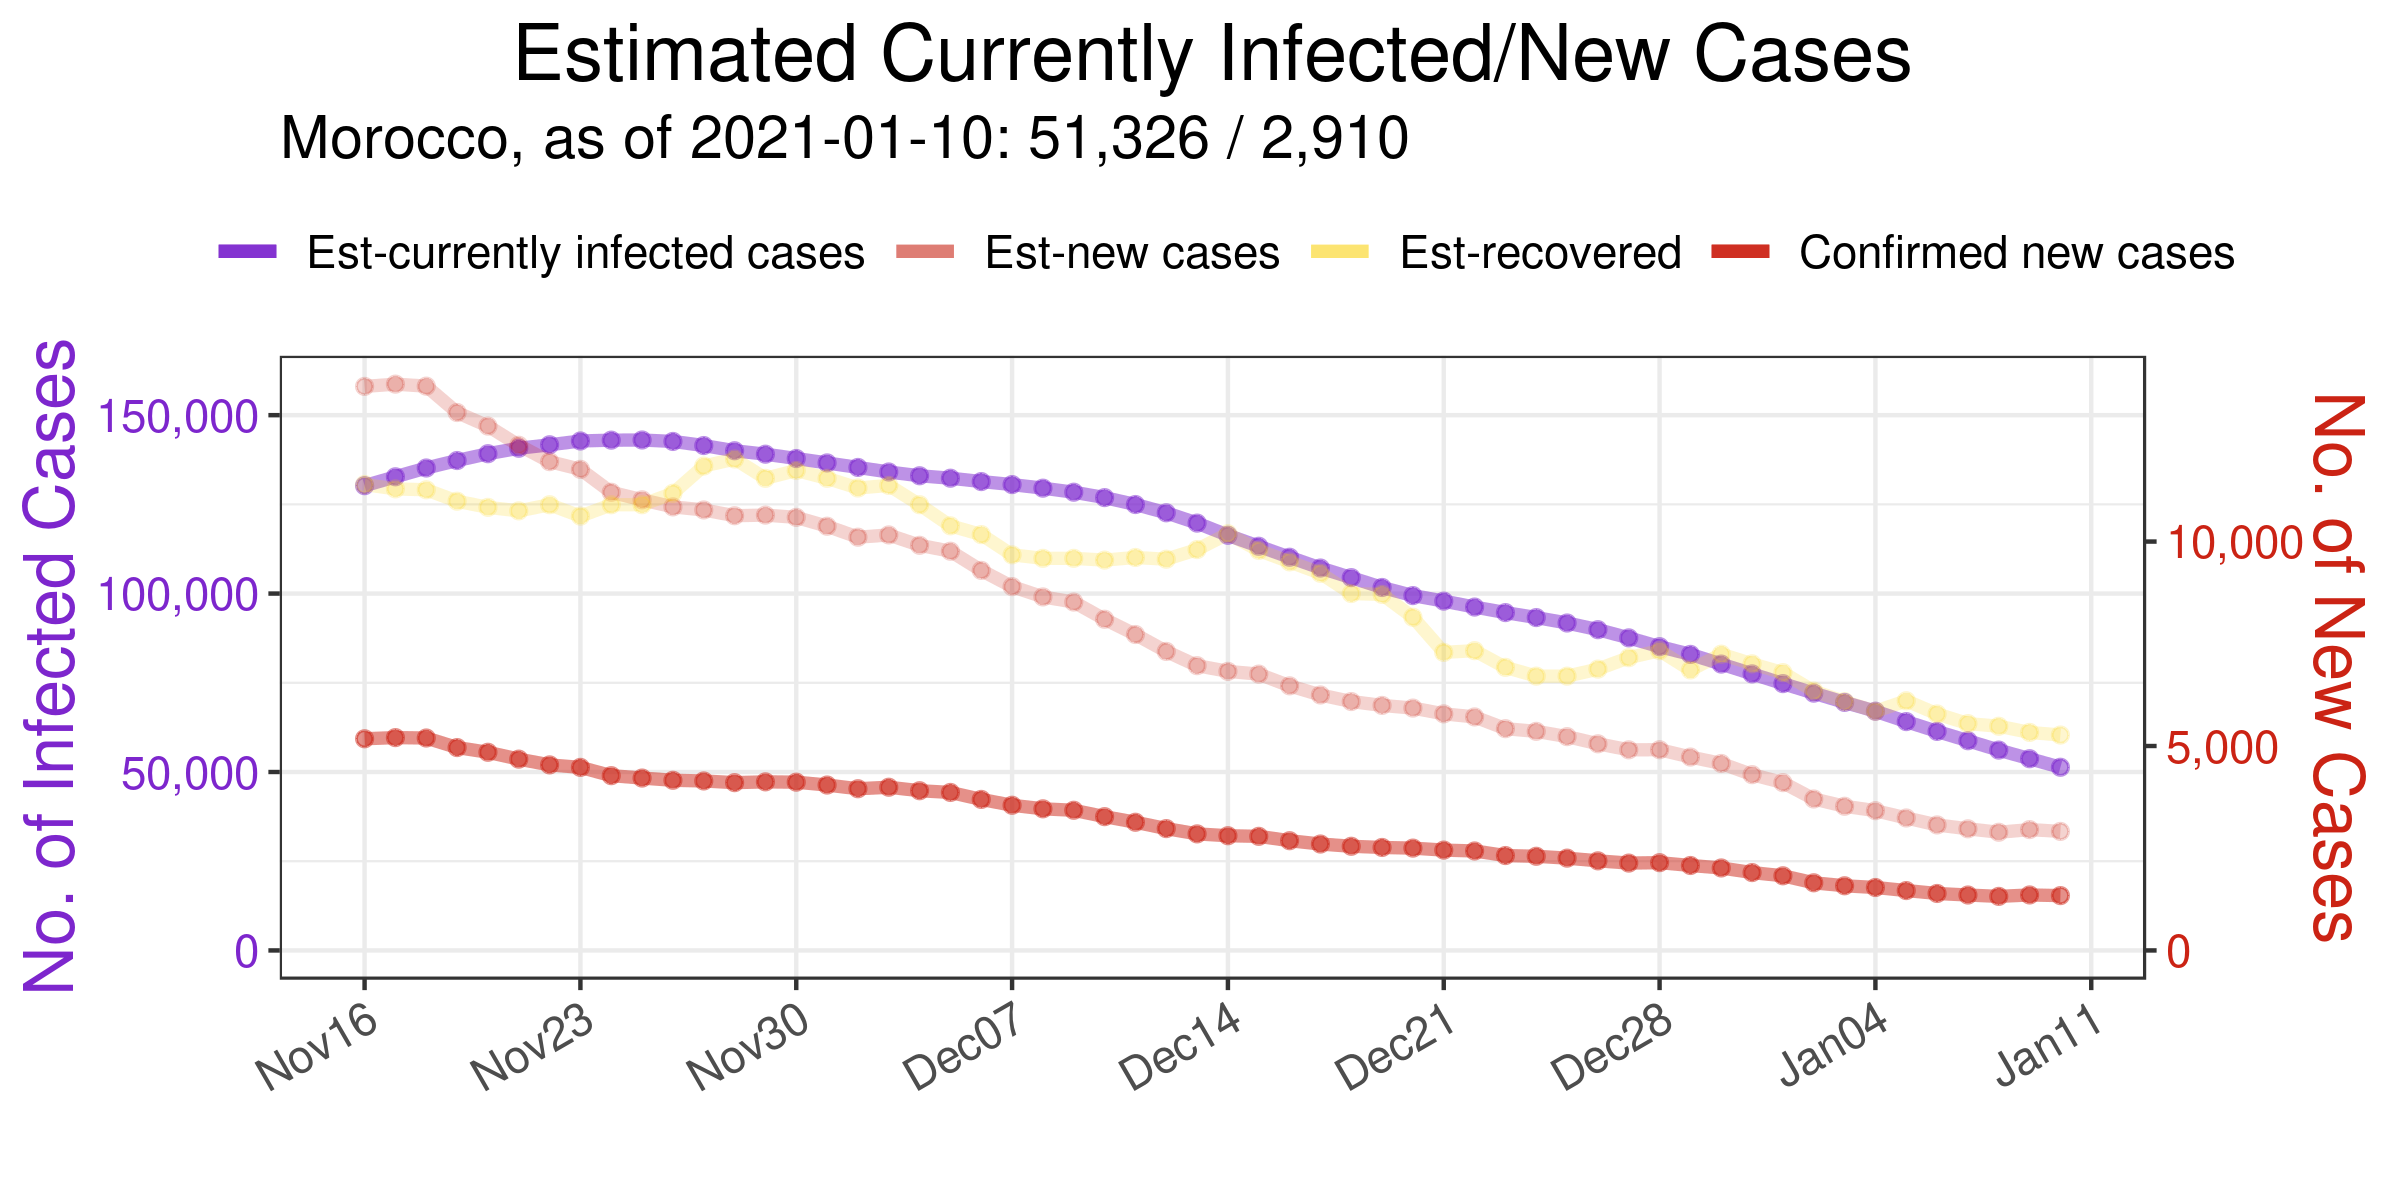 Estimated Currently Infected/New Cases
Morocco, as of 2021-01-10: 51,326 / 2,910
Est-currently infected cases Est-new cases Est-recovered Confirmed new cases
No. of Infected Cases
150,000
100,000
50,000
0
10,000
5,000
0
No. of New Cases
Nov16 Nov23 Nov30 Dec07 Dec14 Dec21 Dec28 Jan04 Jan11